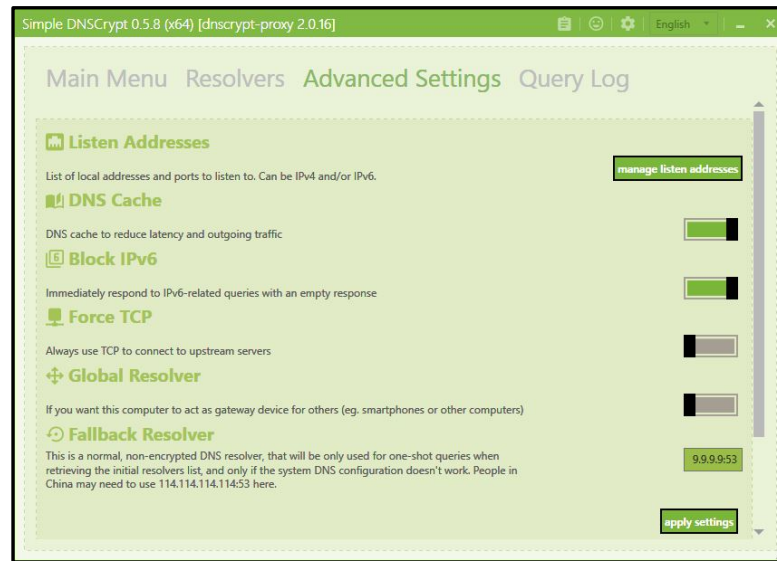 Simple DNSCrypt 0.5.8 (x64) [dnscrypt-proxy 2.0.16]
English
Main Menu Resolvers Advanced Settings Query Log
Listen Addresses
List of local addresses and ports to listen to. Can be IPv4 and/or IPv6.
manage listen addresses
DNS Cache
DNS cache to reduce latency and outgoing traffic
6 Block IPv6
Immediately respond to IPv6-related queries with an empty response
Force TCP
Always use TCP to connect to upstream servers
Global Resolver
If you want this computer to act as gateway device for others (eg. smartphones or other computers)
Fallback Resolver
This is a normal, non-encrypted DNS resolver, that will be only used for one-shot queries when
retrieving the initial resolvers list, and only if the system DNS configuration doesn't work. People in
China may need to use 114.114.114.114:53 here.
9.9.9.9:53
apply settings